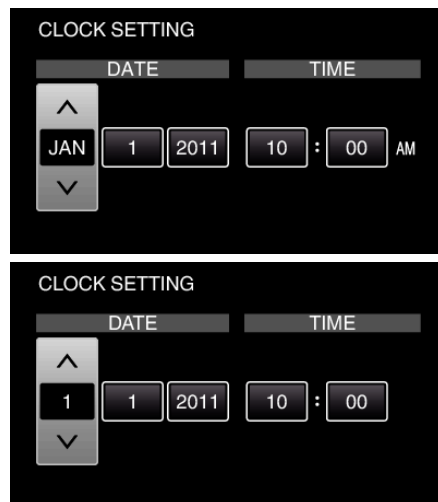 CLOCK SETTING
DATE TIME
JAN 1 2011 10 : 00 AM
CLOCK SETTING
DATE TIME
1 1 2011 10 : 00